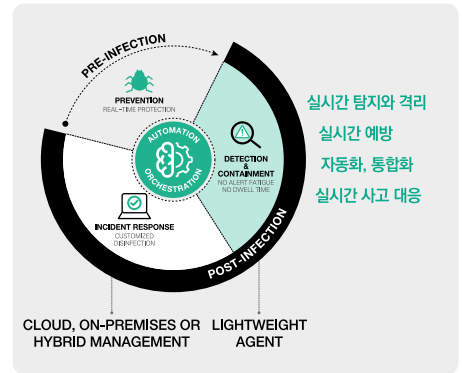 PRE-INFECTION
PREVENTION
REAL-TIME PROTECTION
AUTOMATION
ORCHESTRATION
DETECTION
&
CONTAINMENT
NO ALERT FATIGUE
NO DWELL TIME
INCIDENT RESPONSE
CUSTOMIZED
DISINFECTION
POST-INFECTION
실시간 탐지와 격리
실시간 예방
자동화, 통합화
실시간 사고 대응
CLOUD, ON-PREMISES OR
HYBRID MANAGEMENT
LIGHTWEIGHT
AGENT